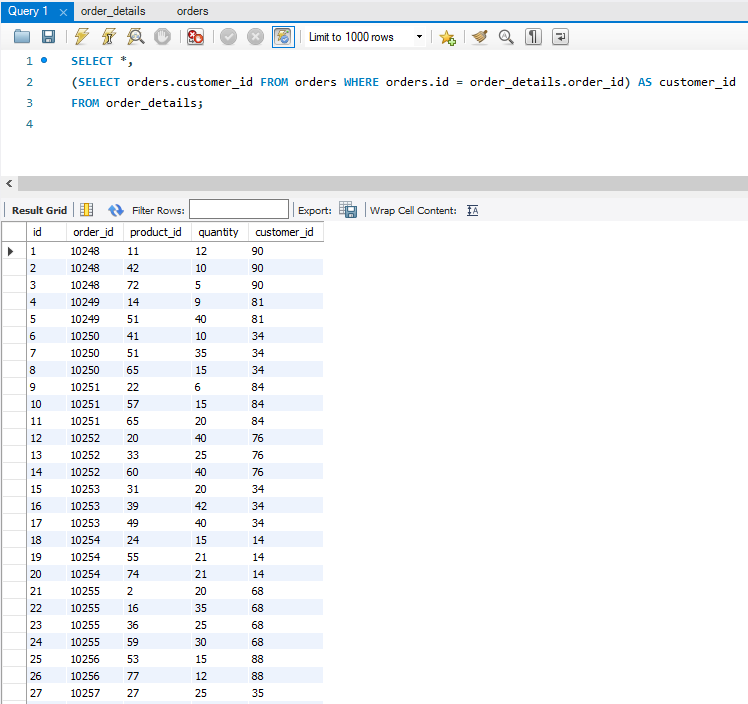 Query 1 order_details orders
Limit to 1000 rows
1 SELECT *,
2 (SELECT orders.customer_id FROM orders WHERE orders.id = order_details.order_id) AS customer_id
3 FROM order_details;
4
Result Grid Filter Rows: Export: Wrap Cell Content:
id order_id product_id quantity customer_id
1 10248 11 12 90
2 10248 42 10 90
3 10248 72 5 90
4 10249 14 9 81
5 10249 51 40 81
6 10250 41 10 34
7 10250 51 35 34
8 10250 65 15 34
9 10251 22 6 84
10 10251 57 15 84
11 10251 65 20 84
12 10252 20 40 76
13 10252 33 25 76
14 10252 60 40 76
15 10253 31 20 34
16 10253 39 42 34
17 10253 49 40 34
18 10254 24 15 14
19 10254 55 21 14
20 10254 74 21 14
21 10255 2 20 68
22 10255 16 35 68
23 10255 36 25 68
24 10255 59 30 68
25 10256 53 15 88
26 10256 77 12 88
27 10257 27 25 35